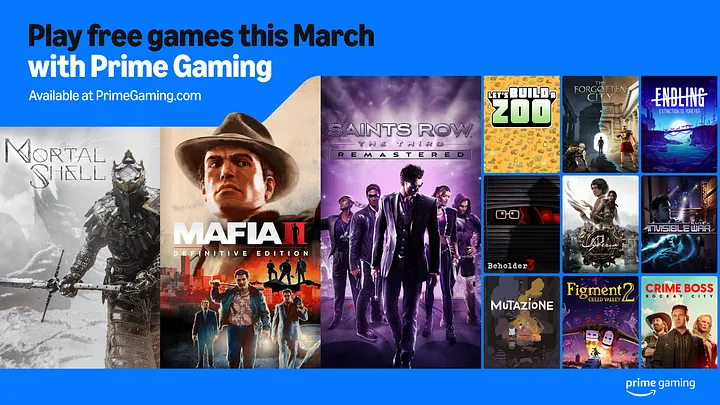 Play free games this March
with Prime Gaming
Available at PrimeGaming.com
MORTAL
SHELL
MAFIA II
DEFINITIVE EDITION
SAINTS ROW
THE THIRD
REMASTERED
LET'S BUILD A
ZOO
THE
FORGOTTEN
CITY
ENDLING
EXTINCTION IS FOREVER
Beholder 3
Syberia
INVISIBLE WAR
MUTAZIONE
Figment 2
CREED VALLEY
CRIME BOSS
ROCKAY CITY
prime gaming